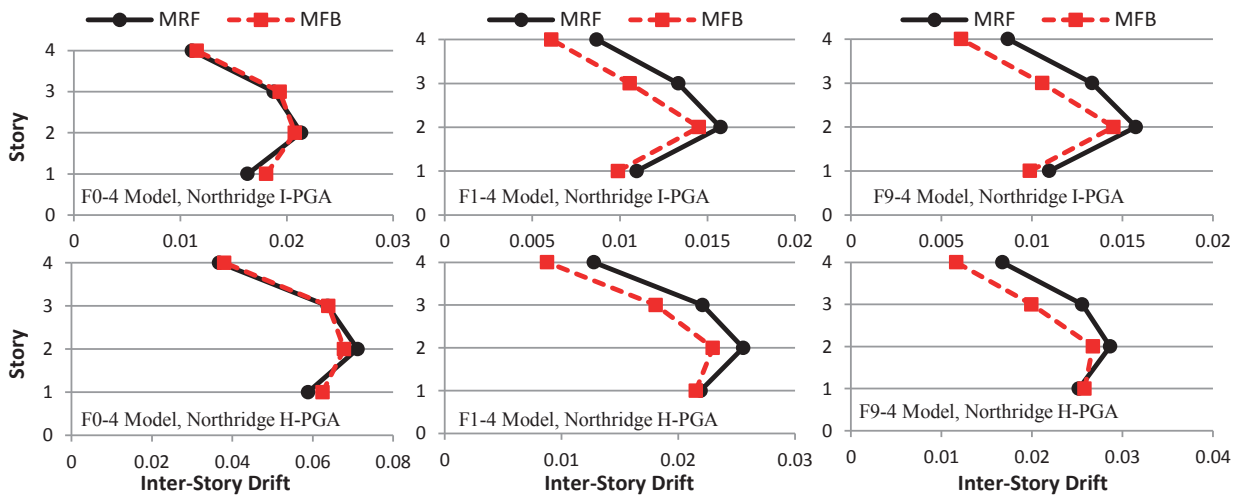 MRF MFB
4
3
2
1
0
Story
F0-4 Model, Northridge I-PGA
0 0.01 0.02 0.03
MRF MFB
4
3
2
1
0
F1-4 Model, Northridge I-PGA
0 0.005 0.01 0.015 0.02
MRF MFB
4
3
2
1
0
F9-4 Model, Northridge I-PGA
0 0.005 0.01 0.015 0.02
4
3
2
1
0
Story
F0-4 Model, Northridge H-PGA
0 0.02 0.04 0.06 0.08
Inter-Story Drift
4
3
2
1
0
F1-4 Model, Northridge H-PGA
0 0.01 0.02 0.03
Inter-Story Drift
4
3
2
1
0
F9-4 Model, Northridge H-PGA
0 0.01 0.02 0.03 0.04
Inter-Story Drift